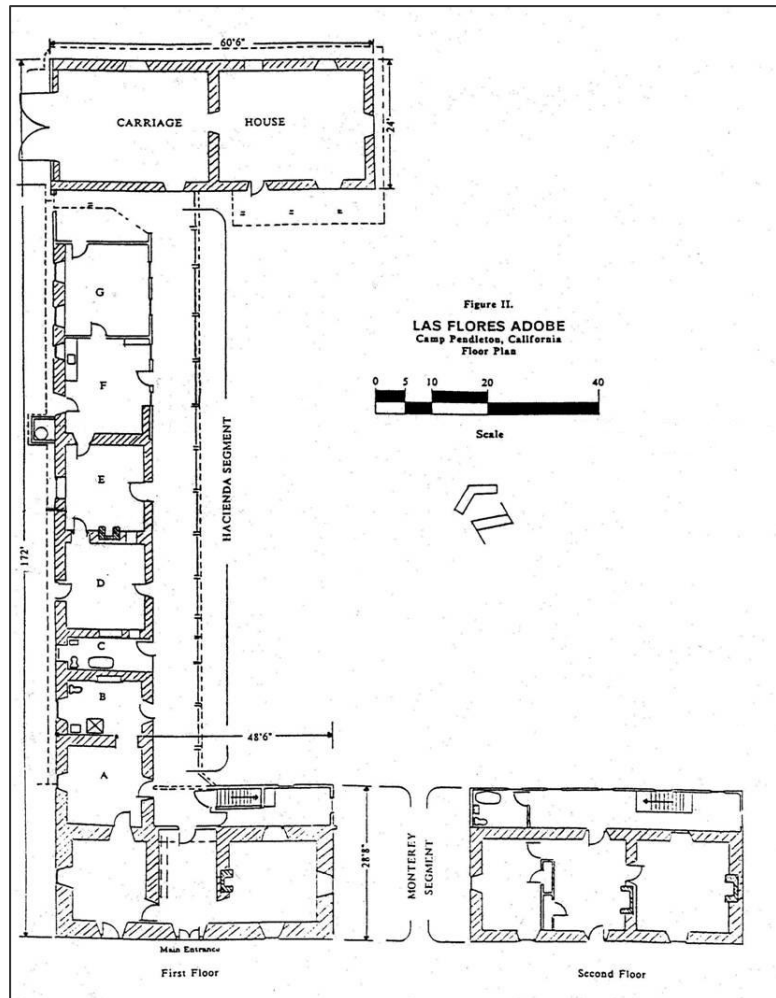 60'6"
CARRIAGE HOUSE
24'
G
Figure II.
LAS FLORES ADOBE
Camp Pendleton, California
Floor Plan
F
0 5 10 20 40
Scale
E
HACIENDA SEGMENT
172'
D
C
B
48'6"
A
28'8"
MONTEREY
SEGMENT
Main Entrance
First Floor
Second Floor